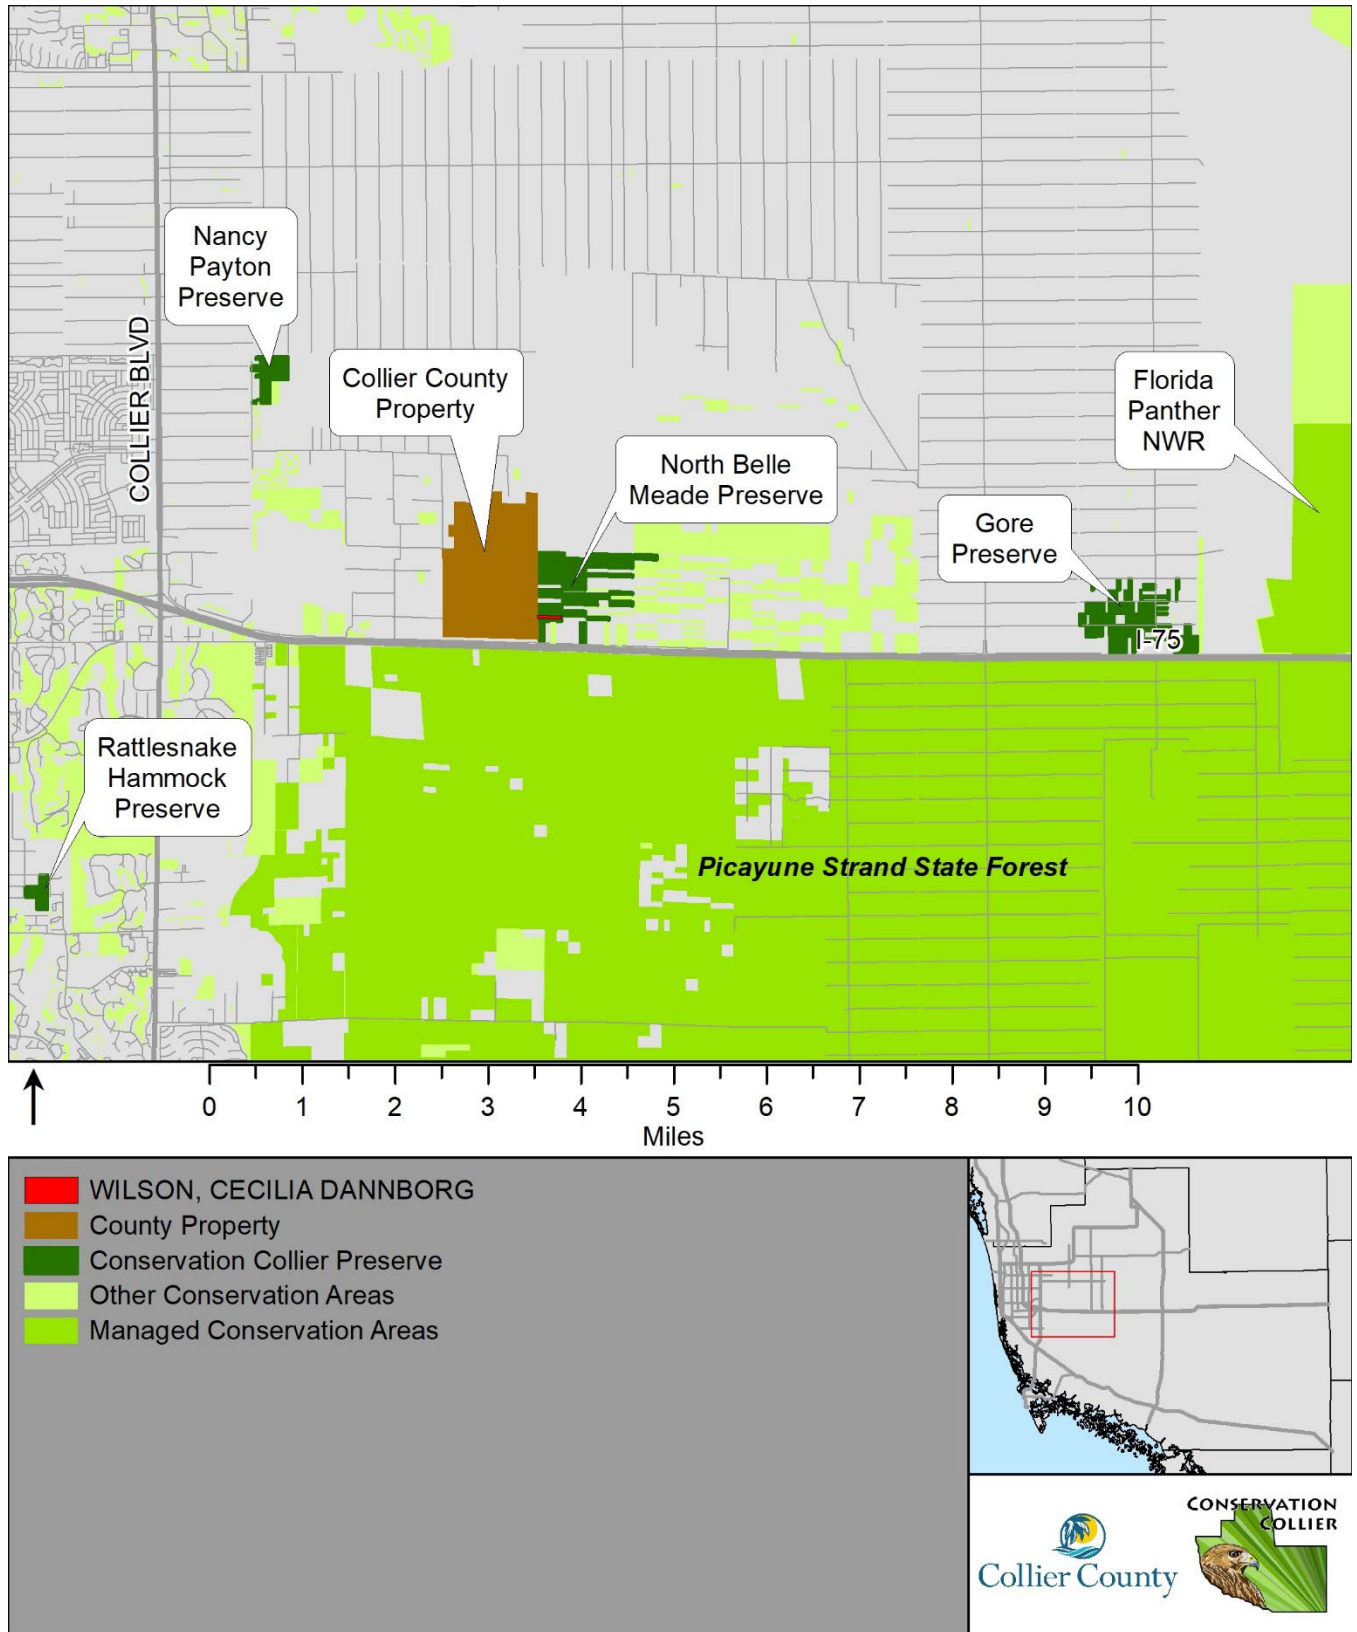 Nancy
Payton
Preserve
COLLIER BLVD
Collier County
Property
North Belle
Meade Preserve
Florida
Panther
NWR
Gore
Preserve
I-75
Rattlesnake
Hammock
Preserve
Picayune Strand State Forest
0 1 2 3 4 5 6 7 8 9 10
Miles
WILSON, CECILIA DANNBORG
County Property
Conservation Collier Preserve
Other Conservation Areas
Managed Conservation Areas
Collier County
CONSERVATION
COLLIER